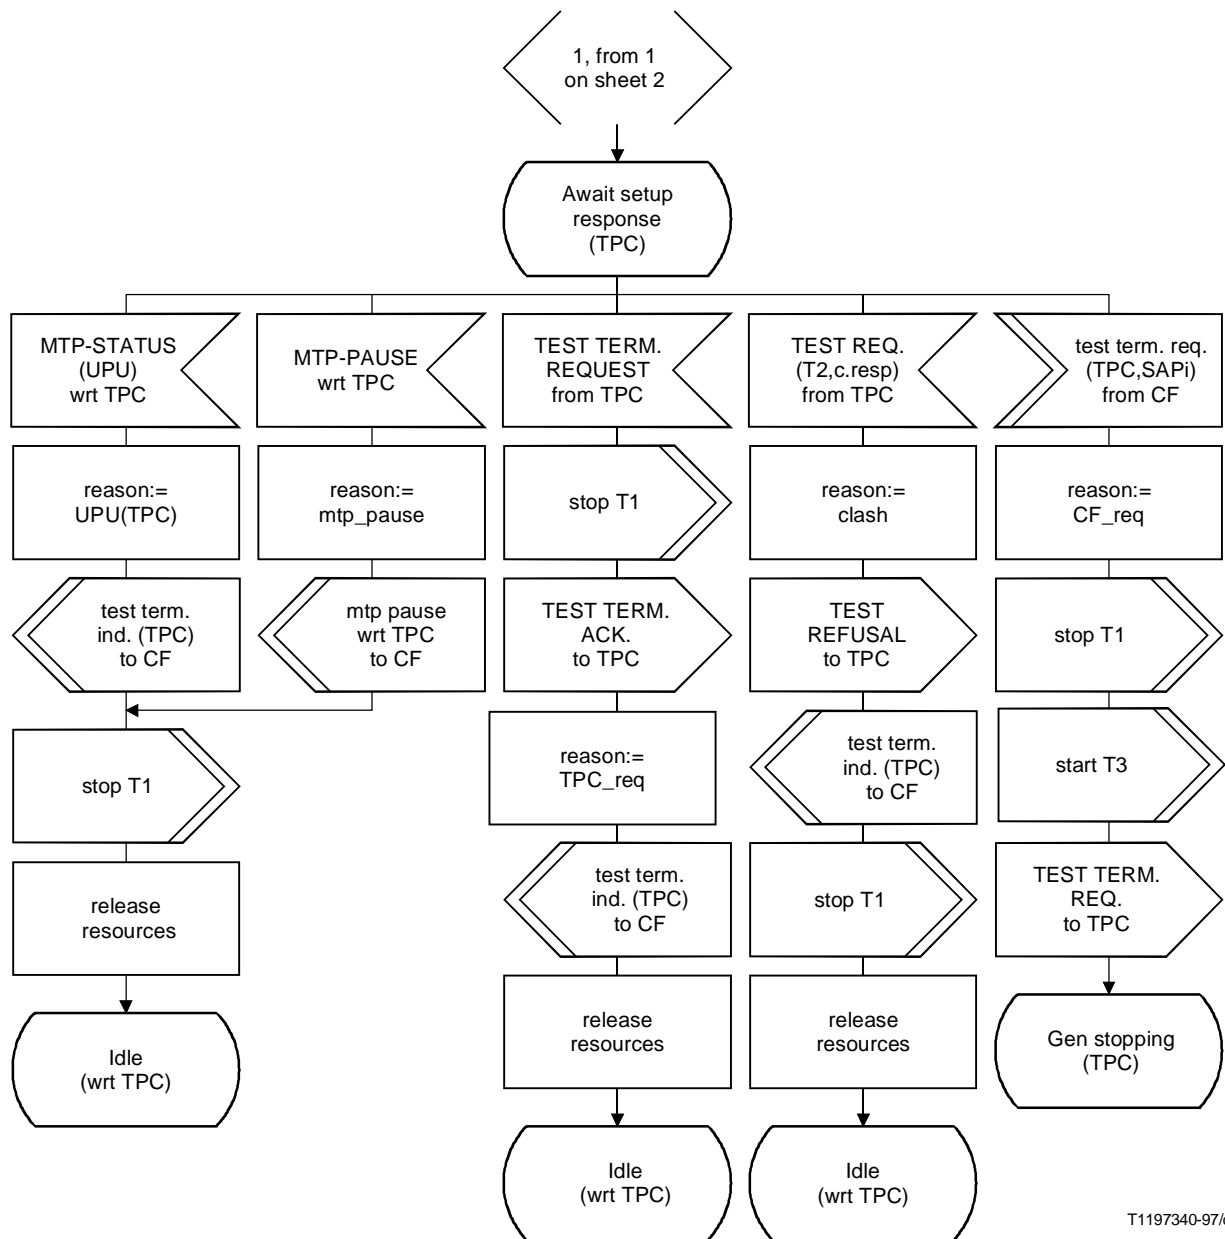 1, from 1
on sheet 2
Await setup
response
(TPC)
MTP-STATUS
(UPU)
wrt TPC
MTP-PAUSE
wrt TPC
TEST TERM.
REQUEST
from TPC
TEST REQ.
(T2,c.resp)
from TPC
test term. req.
(TPC,SAPi)
from CF
reason:=
UPU(TPC)
reason:=
mtp_pause
stop T1
reason:=
clash
reason:=
CF_req
test term.
ind. (TPC)
to CF
mtp pause
wrt TPC
to CF
TEST TERM.
ACK.
to TPC
TEST
REFUSAL
to TPC
stop T1
stop T1
reason:=
TPC_req
test term.
ind. (TPC)
to CF
start T3
release
resources
test term.
ind. (TPC)
to CF
stop T1
TEST TERM.
REQ.
to TPC
Idle
(wrt TPC)
release
resources
release
resources
Gen stopping
(TPC)
Idle
(wrt TPC)
Idle
(wrt TPC)
T1197340-97/